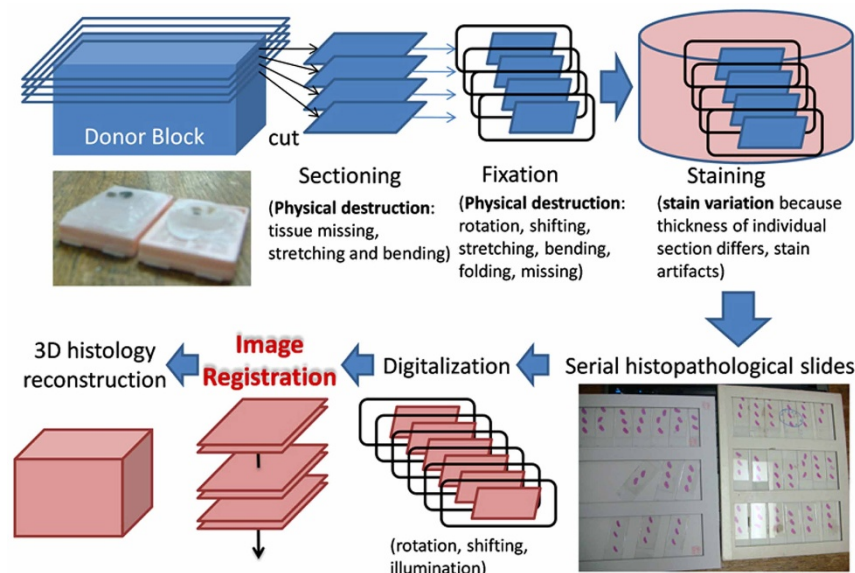 Donor Block
cut
Sectioning
(Physical destruction:
tissue missing,
stretching and bending)
Fixation
(Physical destruction:
rotation, shifting,
stretching, bending,
folding, missing)
Staining
(stain variation because
thickness of individual
section differs, stain
artifacts)
3D histology
reconstruction
Image
Registration
Digitalization
Serial histopathological slides
(rotation, shifting,
illumination)